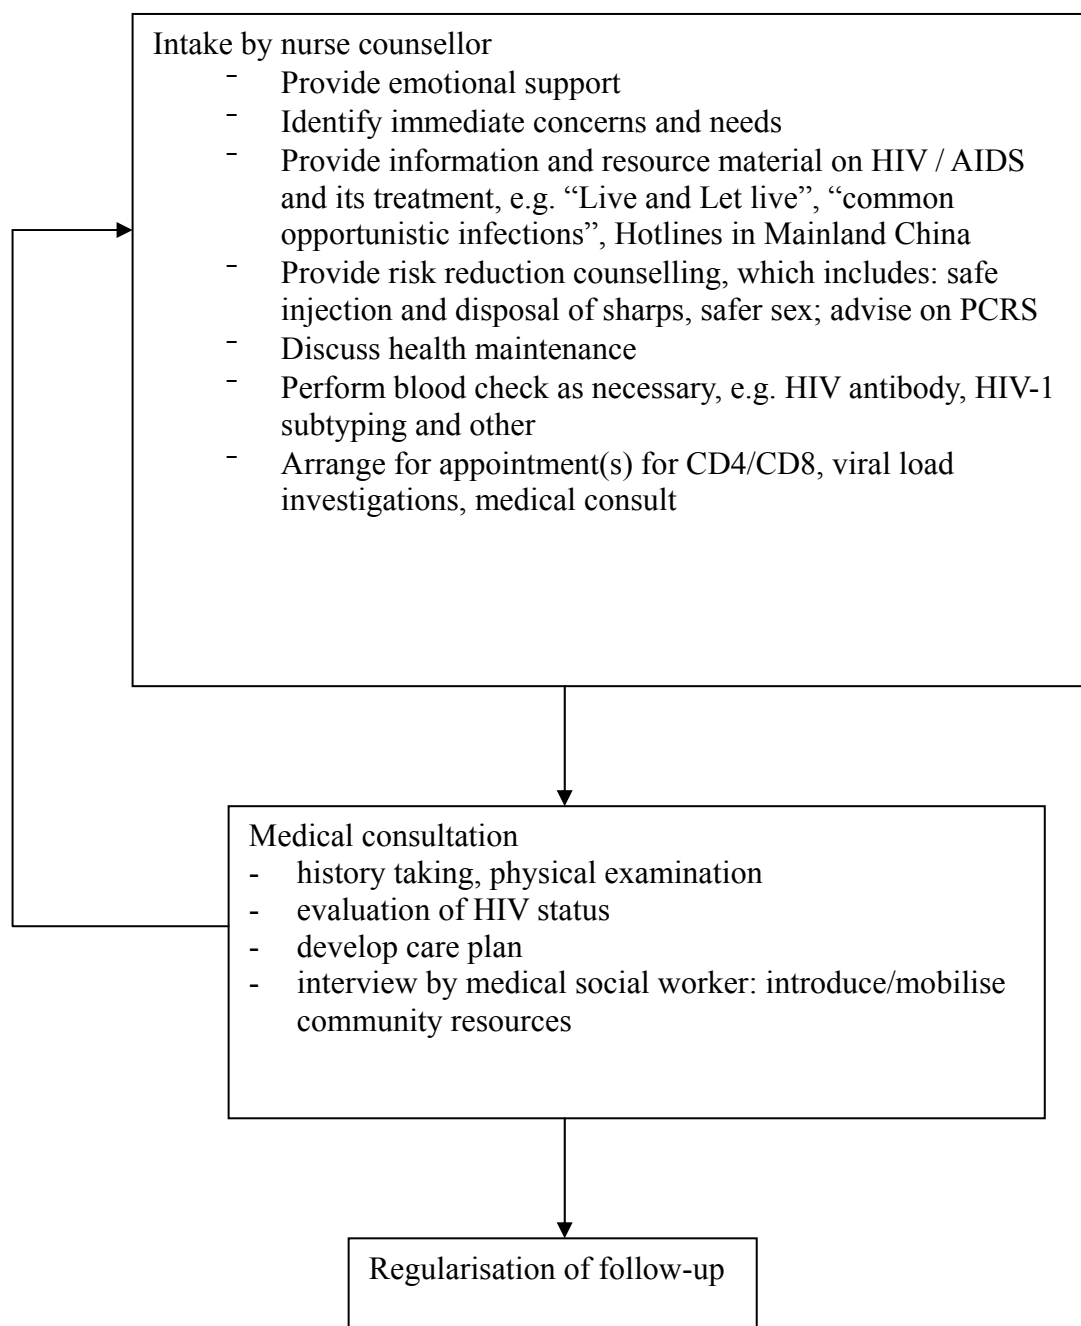 Intake by nurse counsellor
- Provide emotional support
- Identify immediate concerns and needs
- Provide information and resource material on HIV / AIDS
and its treatment, e.g. “Live and Let live”, “common
opportunistic infections”, Hotlines in Mainland China
- Provide risk reduction counselling, which includes: safe
injection and disposal of sharps, safer sex; advise on PCRS
- Discuss health maintenance
- Perform blood check as necessary, e.g. HIV antibody, HIV-1
subtyping and other
- Arrange for appointment(s) for CD4/CD8, viral load
investigations, medical consult
Medical consultation
- history taking, physical examination
- evaluation of HIV status
- develop care plan
- interview by medical social worker: introduce/mobilise
community resources
Regularisation of follow-up